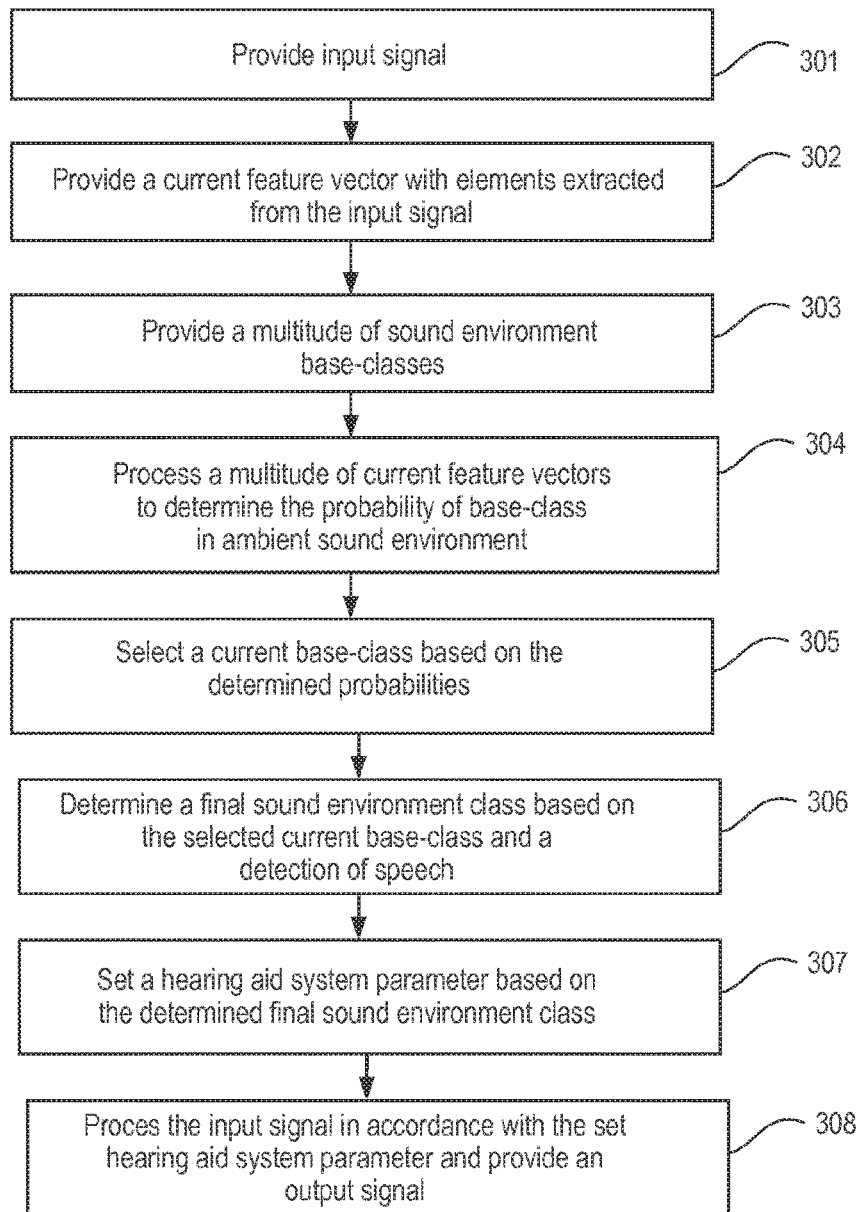 Provide input signal
301
Provide a current feature vector with elements extracted
from the input signal
302
Provide a multitude of sound environment
base-classes
303
Process a multitude of current feature vectors
to determine the probability of base-class
in ambient sound environment
304
Select a current base-class based on the
determined probabilities
305
Determine a final sound environment class based on
the selected current base-class and a
detection of speech
306
Set a hearing aid system parameter based on
the determined final sound environment class
307
Proces the input signal in accordance with the set
hearing aid system parameter and provide an
output signal
308